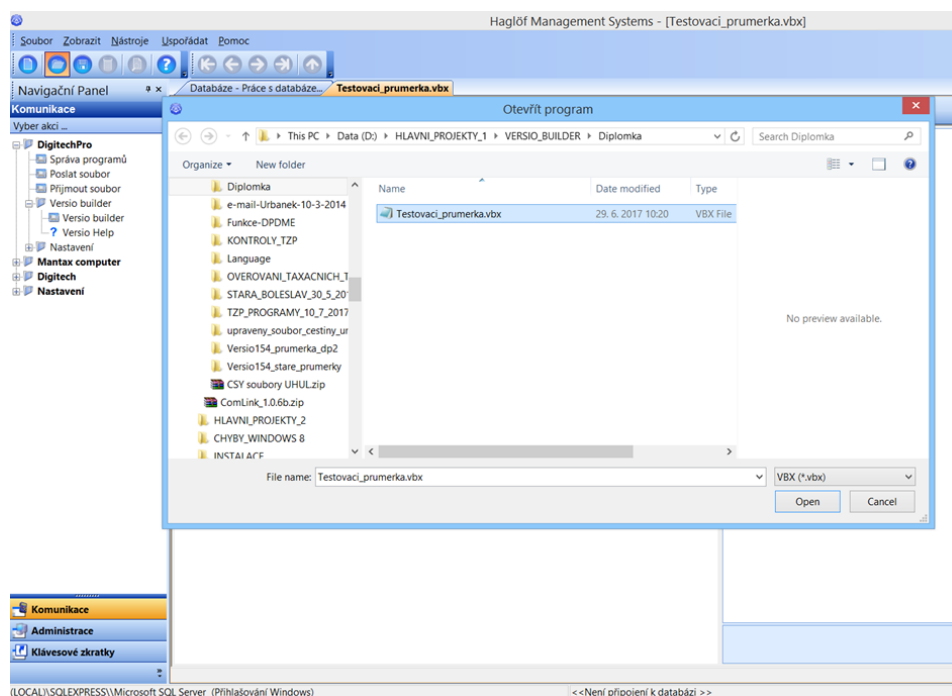 Haglöf Management Systems - [Testovaci_prumerka.vbx]
Soubor Zobrazit Nástroje Uspořádat Pomoc
Navigační Panel
Databáze - Práce s databáze...
Testovaci_prumerka.vbx
Komunikace
Vyber akci ...
DigitechPro
Správa programů
Poslat soubor
Přijmout soubor
Versio builder
Versio builder
Versio Help
Nastavení
Mantax computer
Digitech
Nastavení
Otevřít program
This PC
Data (D:)
HLAVNI_PROJEKTY_1
VERSIO_BUILDER
Diplomka
Search Diplomka
Organize
New folder
Diplomka
e-mail-Urbanek-10-3-2014
Funkce-DPDME
KONTROLY_TZP
Language
OVEROVANI_TAXACNICH_T
STARA_BOLESLAV_30_5_20
TZP_PROGRAMY_10_7_2017
upraveny_soubor_cestiny_ur
Versio154_prumerka_dp2
Versio154_stare_prumerky
CSY soubory UHUL.zip
ComLink_1.0.6b.zip
HLAVNI_PROJEKTY_2
CHYBY_WINDOWS 8
INSTALACE
Name Date modified Type
Testovaci_prumerka.vbx 29. 6. 2017 10:20 VBX File
No preview available.
File name: Testovaci_prumerka.vbx
VBX (*.vbx)
Open Cancel
Komunikace
Administrace
Klávesové zkratky
(LOCAL)\SQLEXPRESS\\Microsoft SQL Server (Přihlašování Windows)
<<Není připojení k databázi >>